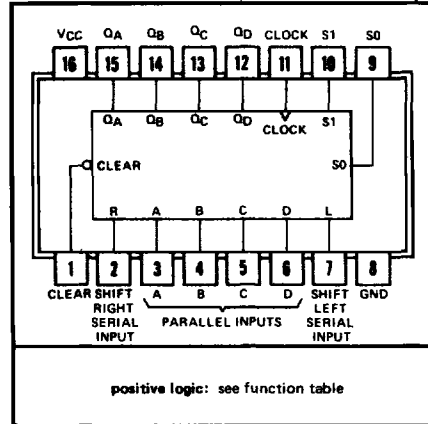 VCC QA QB QC QD CLOCK S1 S0
16 15 14 13 12 11 10 9
QA QB QC QD CLOCK S1
CLEAR S0
R A B C D L
1 2 3 4 5 6 7 8
CLEAR SHIFT RIGHT SERIAL INPUT A B C D SHIFT LEFT SERIAL INPUT GND
PARALLEL INPUTS
positive logic: see function table